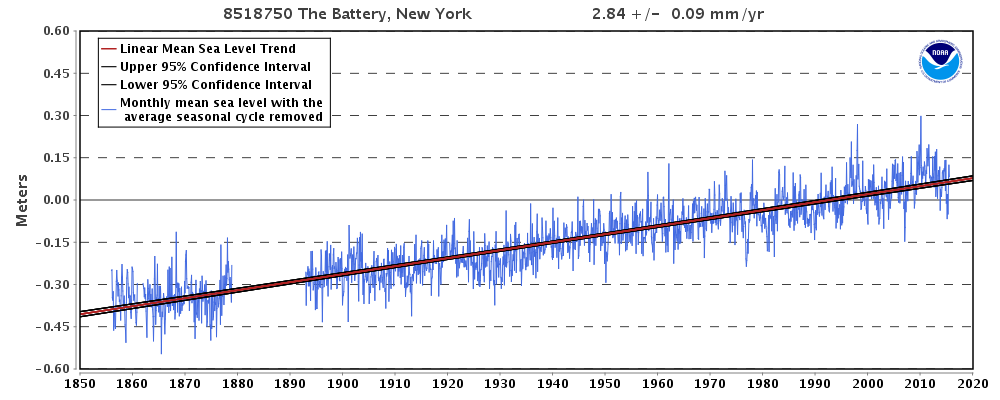 8518750 The Battery, New York 2.84 +/- 0.09 mm/yr
0.60
Linear Mean Sea Level Trend
Upper 95% Confidence Interval
Lower 95% Confidence Interval
Monthly mean sea level with the
average seasonal cycle removed
NOAA
0.45
0.30
0.15
0.00
-0.15
-0.30
-0.45
-0.60
Meters
1850 1860 1870 1880 1890 1900 1910 1920 1930 1940 1950 1960 1970 1980 1990 2000 2010 2020